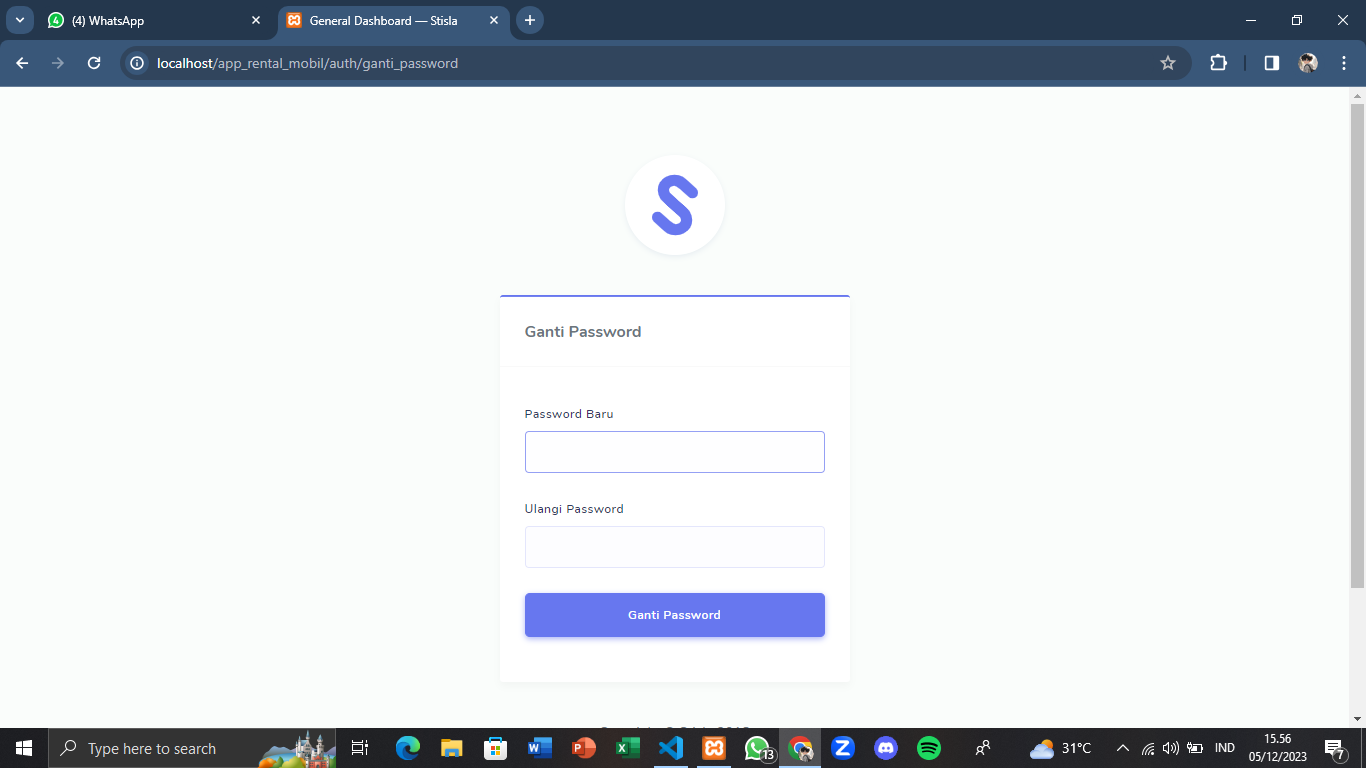 (4) WhatsApp
General Dashboard — Stisla
localhost/app_rental_mobil/auth/ganti_password
Ganti Password
Password Baru
Ulangi Password
Ganti Password
Type here to search
13
31°C
IND
15.56
05/12/2023
7